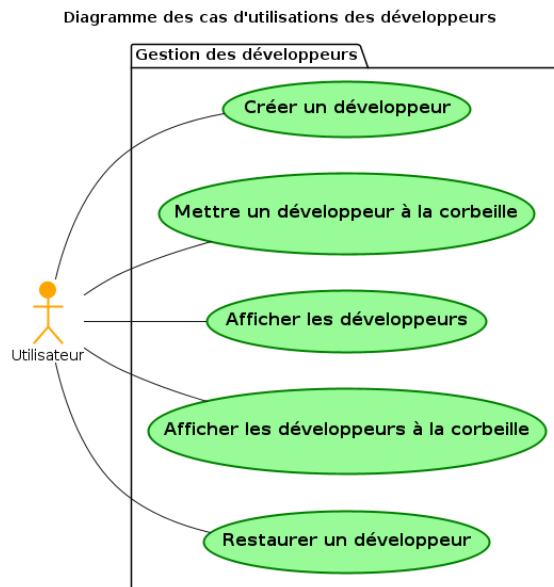 Diagramme des cas d'utilisations des développeurs
Gestion des développeurs
Créer un développeur
Mettre un développeur à la corbeille
Afficher les développeurs
Utilisateur
Afficher les développeurs à la corbeille
Restaurer un développeur